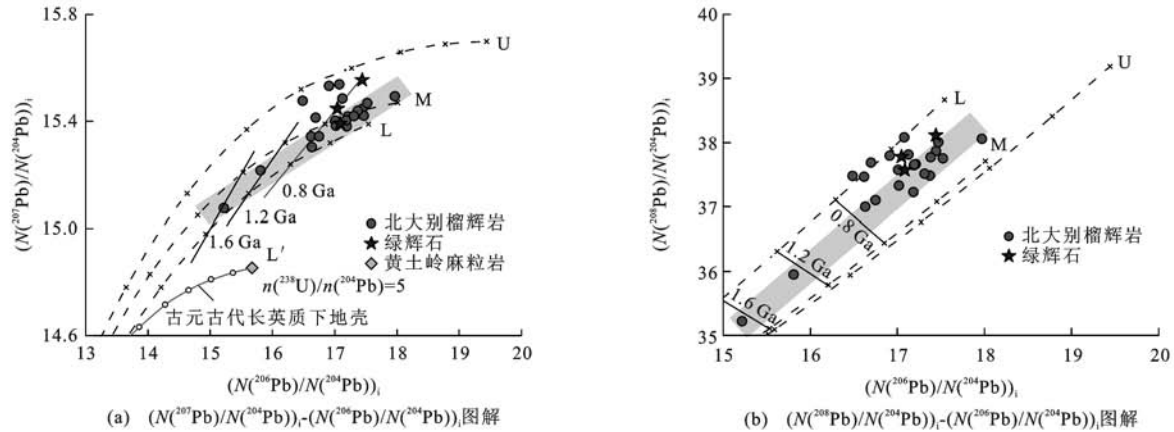 15.8
15.4
15.0
14.6
13
14
15
16
17
18
19
20
(N(²⁰⁷Pb)/N(²⁰⁴Pb))ᵢ
U
M
L
0.8 Ga
1.2 Ga
1.6 Ga
L′
北大别榴辉岩
绿辉石
黄土岭麻粒岩
n(²³⁸U)/n(²⁰⁴Pb)=5
古元古代长英质下地壳
(N(²⁰⁶Pb)/N(²⁰⁴Pb))ᵢ
(a) (N(²⁰⁷Pb)/N(²⁰⁴Pb))ᵢ-(N(²⁰⁶Pb)/N(²⁰⁴Pb))ᵢ图解
40
39
38
37
36
35
15
16
17
18
19
20
(N(²⁰⁸Pb)/N(²⁰⁴Pb))ᵢ
U
L
M
0.8 Ga
1.2 Ga
1.6 Ga
北大别榴辉岩
绿辉石
(N(²⁰⁶Pb)/N(²⁰⁴Pb))ᵢ
(b) (N(²⁰⁸Pb)/N(²⁰⁴Pb))ᵢ-(N(²⁰⁶Pb)/N(²⁰⁴Pb))ᵢ图解